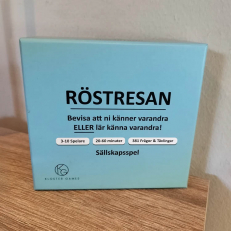 RÖSTRESAN
Bevisa att ni känner varandra
ELLER lär känna varandra!
3-10 Spelare 20-60 minuter 381 Frågor & Tävlingar
Sällskapsspel